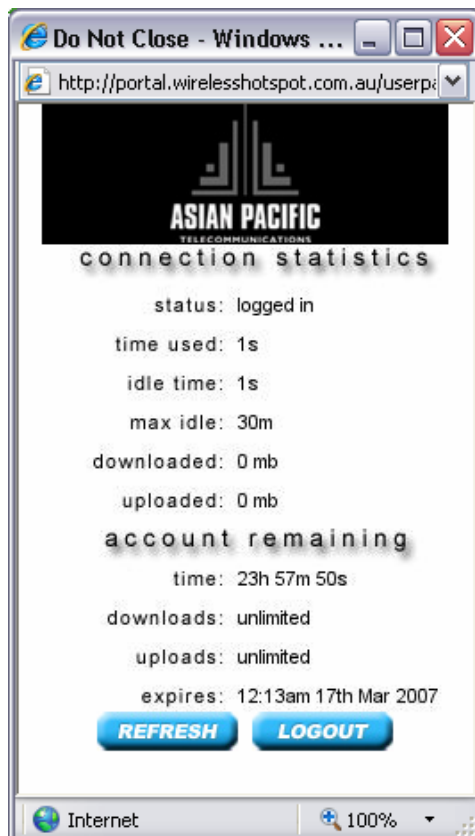 Do Not Close - Windows ...
http://portal.wirelesshotspot.com.au/userpa
ASIAN PACIFIC
TELECOMMUNICATIONS
connection statistics
status: logged in
time used: 1s
idle time: 1s
max idle: 30m
downloaded: 0 mb
uploaded: 0 mb
account remaining
time: 23h 57m 50s
downloads: unlimited
uploads: unlimited
expires: 12:13am 17th Mar 2007
REFRESH LOGOUT
Internet 100%